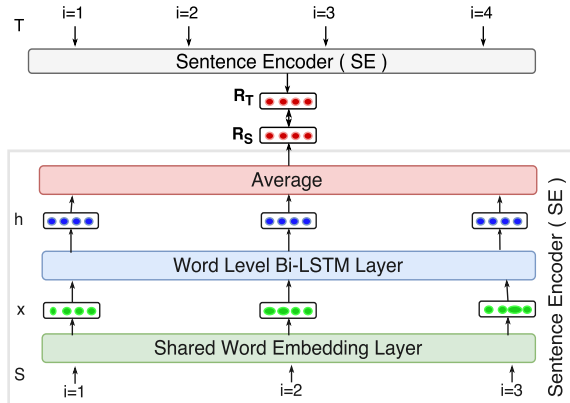 T i=1 i=2 i=3 i=4
Sentence Encoder ( SE )
R_T
R_S
Average
h
Word Level Bi-LSTM Layer
x
Shared Word Embedding Layer
S
i=1 i=2 i=3
Sentence Encoder ( SE )